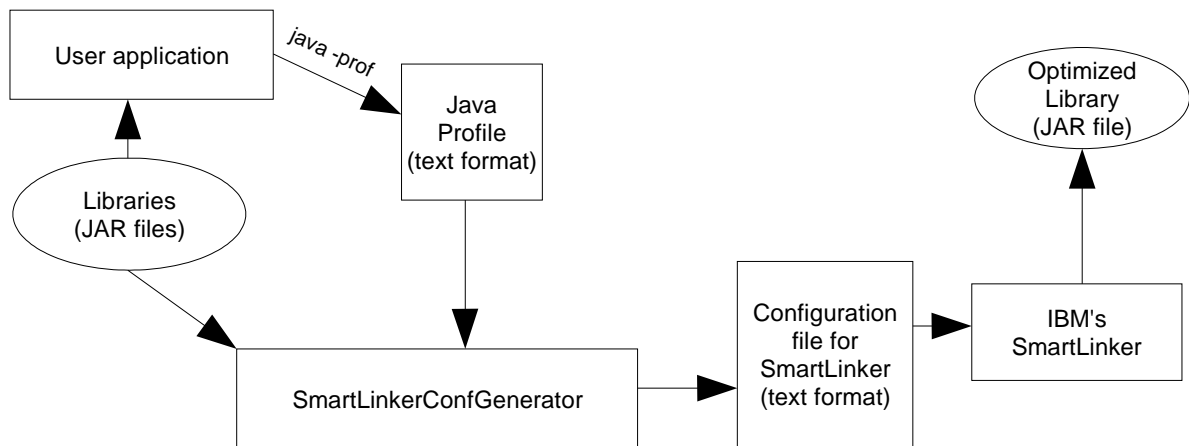 User application
java -prof
Java
Profile
(text format)
Optimized
Library
(JAR file)
Libraries
(JAR files)
Configuration
file for
SmartLinker
(text format)
IBM's
SmartLinker
SmartLinkerConfGenerator